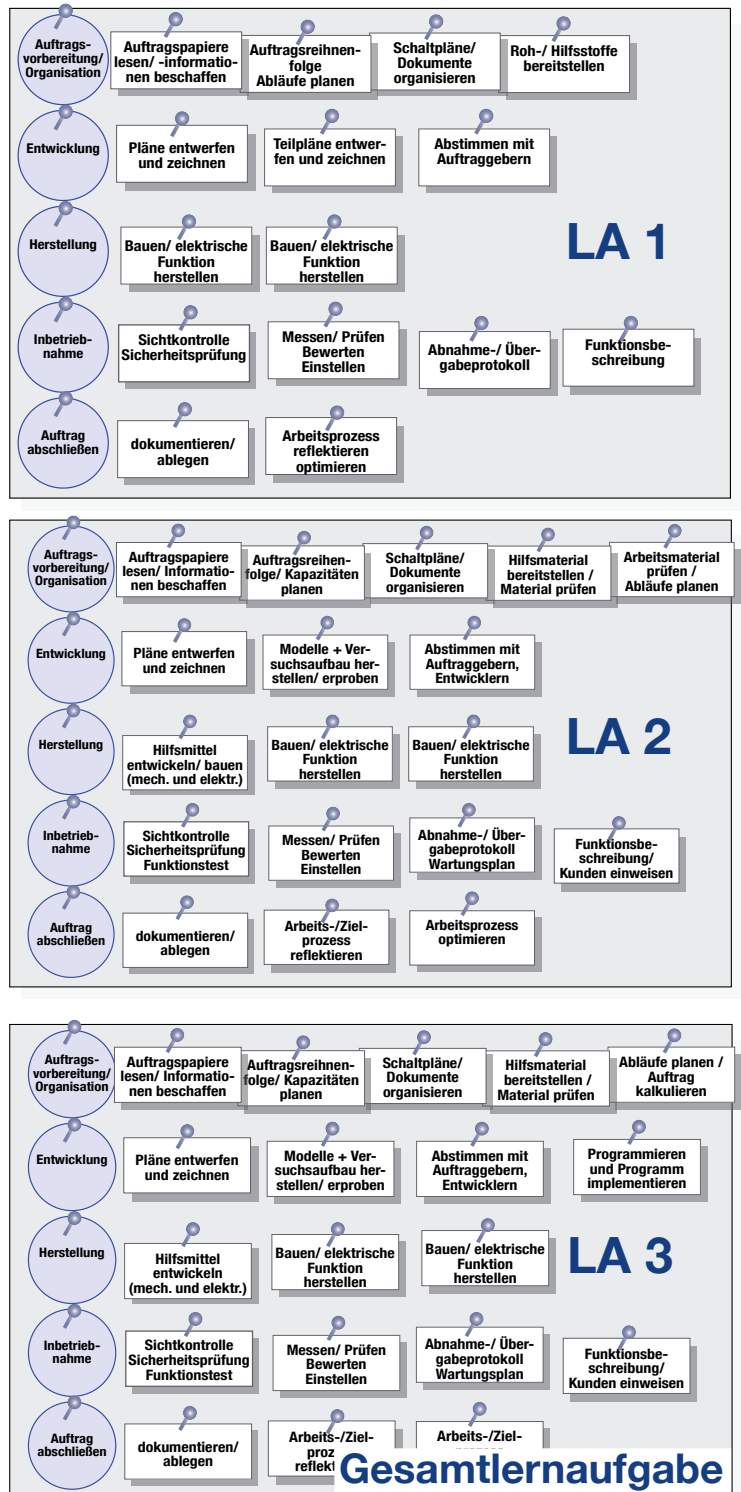 Auftrags-
vorbereitung/
Organisation
Auftragspapiere
lesen/ -informatio-
nen beschaffen
Auftragsreihnen-
folge
Abläufe planen
Schaltpläne/
Dokumente
organisieren
Roh-/ Hilfsstoffe
bereitstellen
Entwicklung
Pläne entwerfen
und zeichnen
Teilpläne entwer-
fen und zeichnen
Abstimmen mit
Auftraggebern
Herstellung
Bauen/ elektrische
Funktion
herstellen
Bauen/ elektrische
Funktion
herstellen
LA 1
Inbetrieb-
nahme
Sichtkontrolle
Sicherheitsprüfung
Messen/ Prüfen
Bewerten
Einstellen
Abnahme-/ Über-
gabeprotokoll
Funktionsbe-
schreibung
Auftrag
abschließen
dokumentieren/
ablegen
Arbeitsprozess
reflektieren
optimieren
Auftrags-
vorbereitung/
Organisation
Auftragspapiere
lesen/ Informatio-
nen beschaffen
Auftragsreihen-
folge/ Kapazitäten
planen
Schaltpläne/
Dokumente
organisieren
Hilfsmaterial
bereitstellen /
Material prüfen
Arbeitsmaterial
prüfen /
Abläufe planen
Entwicklung
Pläne entwerfen
und zeichnen
Modelle + Ver-
suchsaufbau her-
stellen/ erproben
Abstimmen mit
Auftraggebern,
Entwicklern
Herstellung
Hilfsmittel
entwickeln/ bauen
(mech. und elektr.)
Bauen/ elektrische
Funktion
herstellen
Bauen/ elektrische
Funktion
herstellen
LA 2
Inbetrieb-
nahme
Sichtkontrolle
Sicherheitsprüfung
Funktionstest
Messen/ Prüfen
Bewerten
Einstellen
Abnahme-/ Über-
gabeprotokoll
Wartungsplan
Funktionsbe-
schreibung/
Kunden einweisen
Auftrag
abschließen
dokumentieren/
ablegen
Arbeits-/Ziel-
prozess
reflektieren
Arbeitsprozess
optimieren
Auftrags-
vorbereitung/
Organisation
Auftragspapiere
lesen/ Informatio-
nen beschaffen
Auftragsreihnen-
folge/ Kapazitäten
planen
Schaltpläne/
Dokumente
organisieren
Hilfsmaterial
bereitstellen /
Material prüfen
Abläufe planen /
Auftrag
kalkulieren
Entwicklung
Pläne entwerfen
und zeichnen
Modelle + Ver-
suchsaufbau her-
stellen/ erproben
Abstimmen mit
Auftraggebern,
Entwicklern
Programmieren
und Programm
implementieren
Herstellung
Hilfsmittel
entwickeln
(mech. und elektr.)
Bauen/ elektrische
Funktion
herstellen
Bauen/ elektrische
Funktion
herstellen
LA 3
Inbetrieb-
nahme
Sichtkontrolle
Sicherheitsprüfung
Funktionstest
Messen/ Prüfen
Bewerten
Einstellen
Abnahme-/ Über-
gabeprotokoll
Wartungsplan
Funktionsbe-
schreibung/
Kunden einweisen
Auftrag
abschließen
dokumentieren/
ablegen
Arbeits-/Ziel-
Arbeits-/Ziel-
Gesamtlernaufgabe